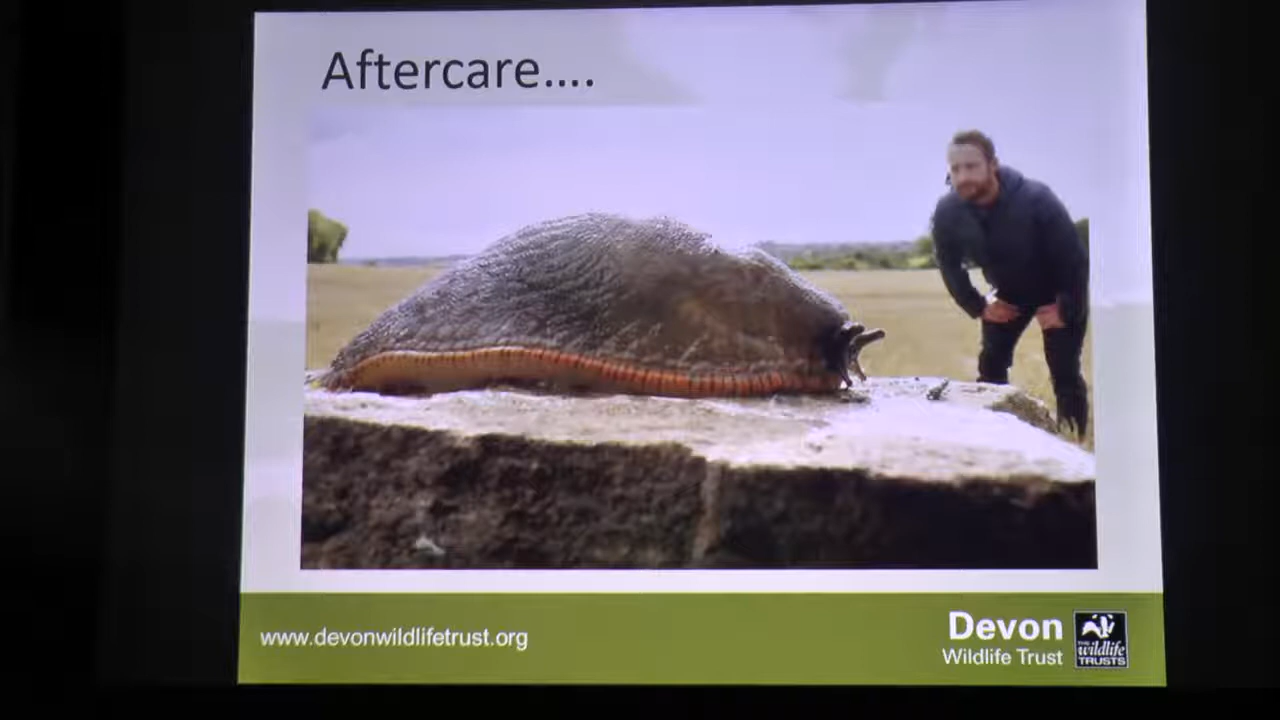 Aftercare....
www.devonwildlifetrust.org
Devon
Wildlife Trust
THE
wildlife
TRUSTS